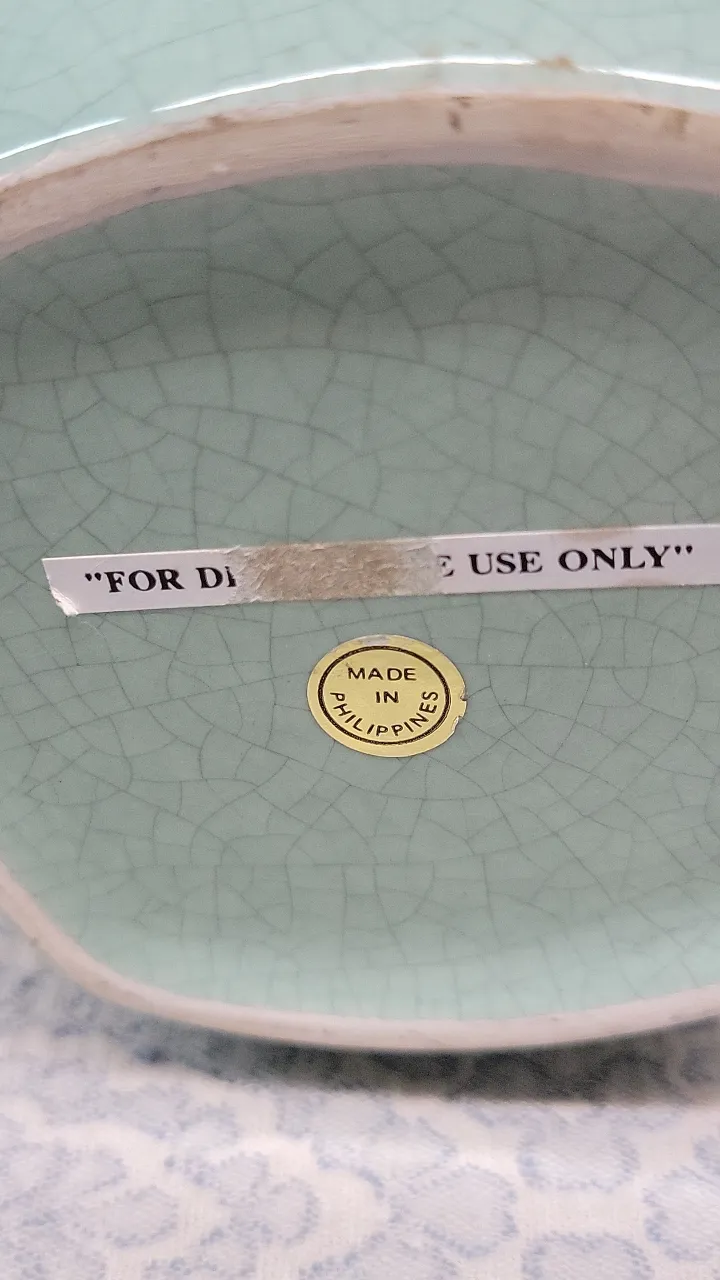 "FOR DI E USE ONLY"
MADE
IN
PHILIPPINES